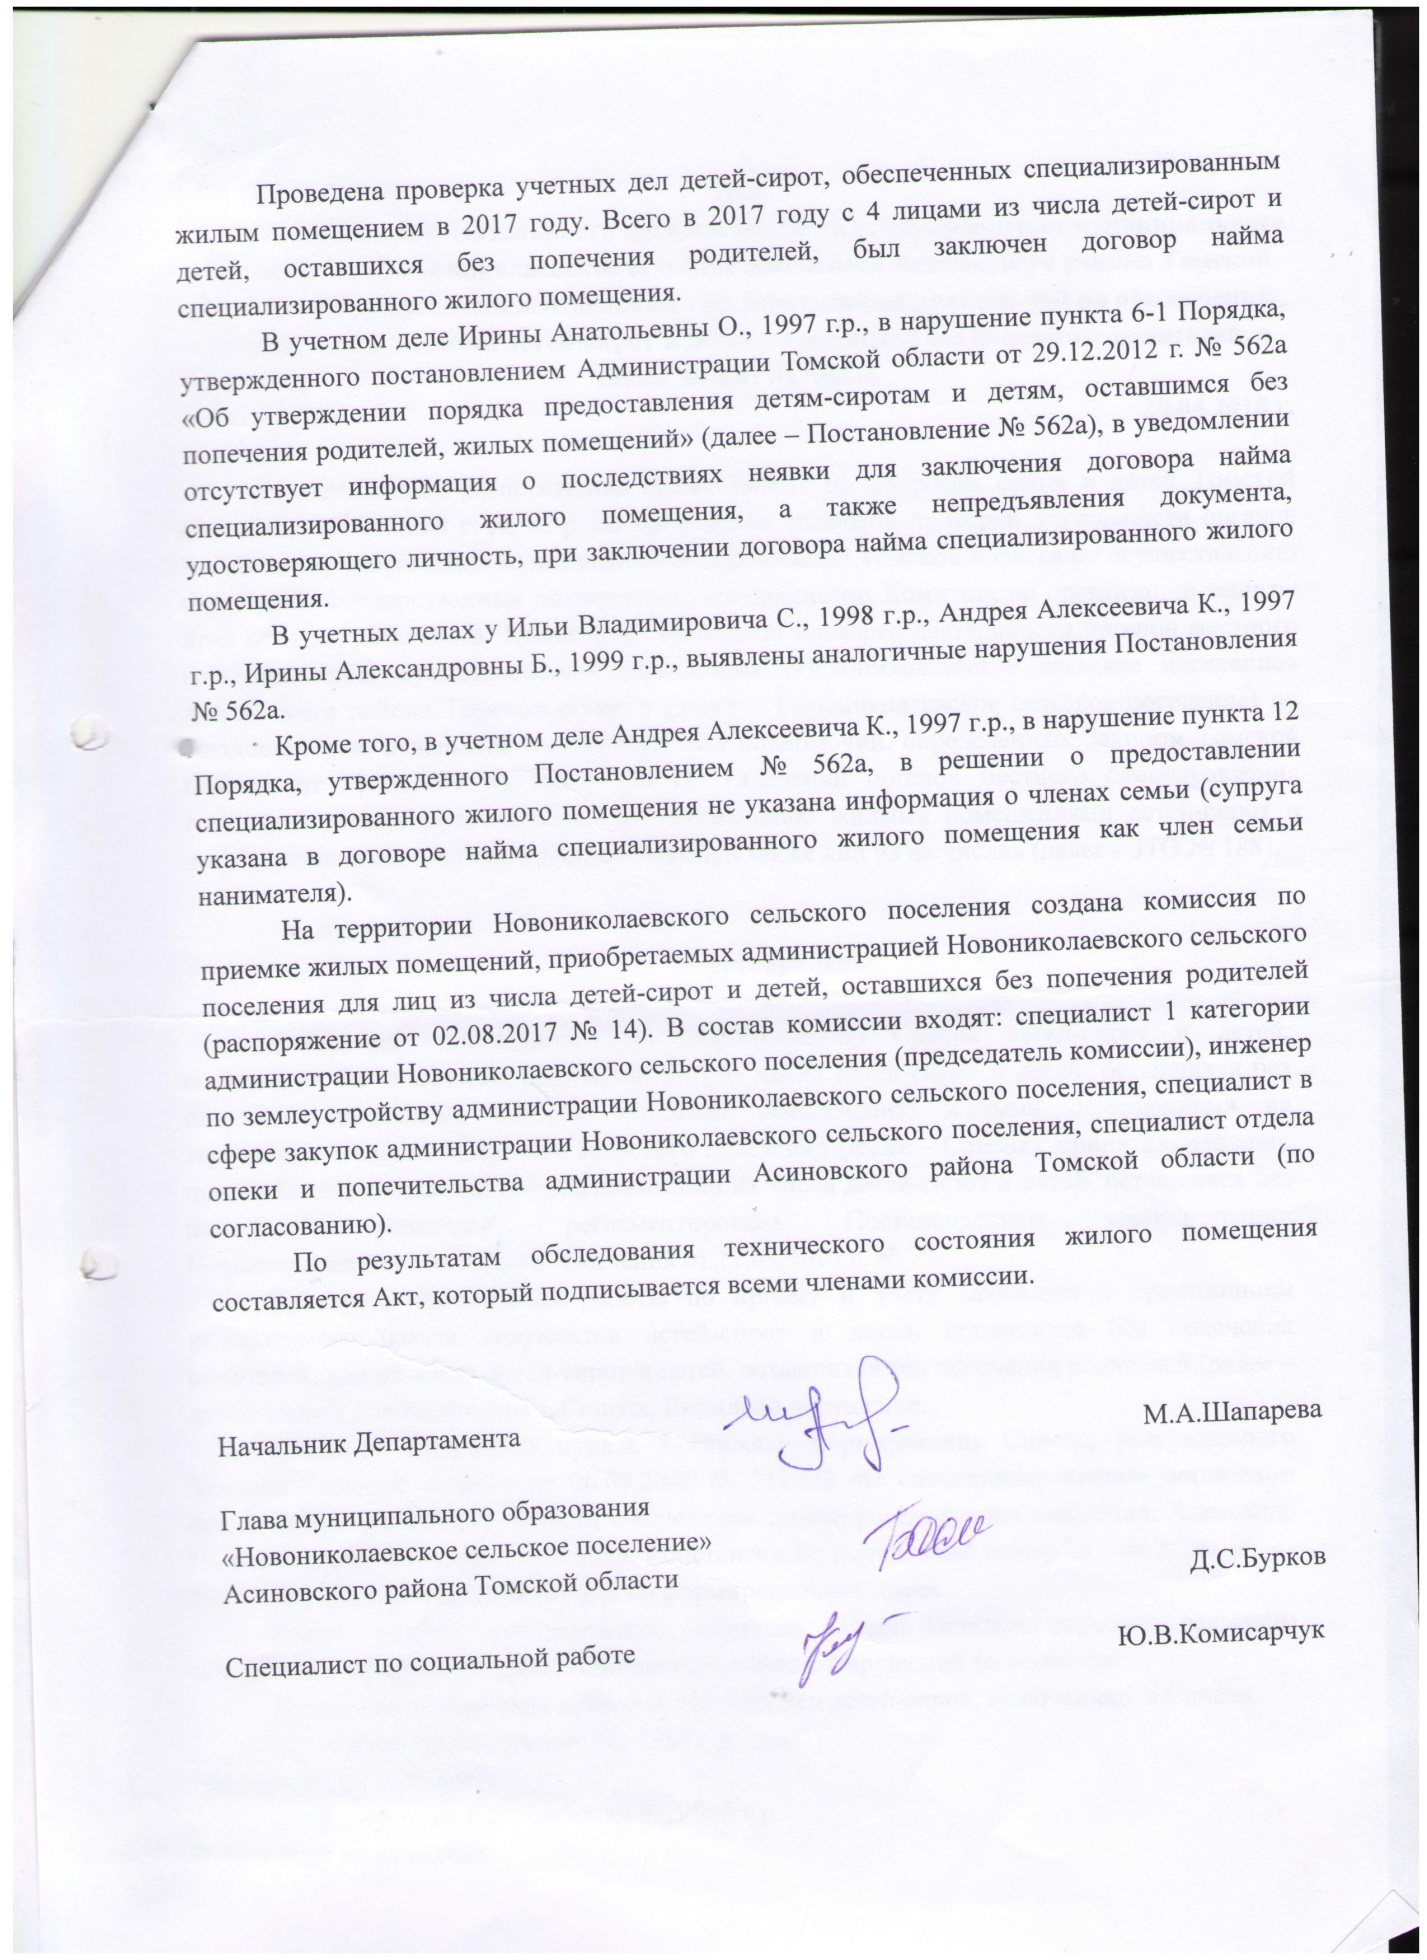 Проведена проверка учетных дел детей-сирот, обеспеченных специализированным
жилым помещением в 2017 году. Всего в 2017 году с 4 лицами из числа детей-сирот и
детей, оставшихся без попечения родителей, был заключен договор найма
специализированного жилого помещения.
В учетном деле Ирины Анатольевны О., 1997 г.р., в нарушение пункта 6-1 Порядка,
утвержденного постановлением Администрации Томской области от 29.12.2012 г. № 562а
«Об утверждении порядка предоставления детям-сиротам и детям, оставшимся без
попечения родителей, жилых помещений» (далее – Постановление № 562а), в уведомлении
отсутствует информация о последствиях неявки для заключения договора найма
специализированного жилого помещения, а также непредъявления документа,
удостоверяющего личность, при заключении договора найма специализированного жилого
помещения.
В учетных делах у Ильи Владимировича С., 1998 г.р., Андрея Алексеевича К., 1997
г.р., Ирины Александровны Б., 1999 г.р., выявлены аналогичные нарушения Постановления
№ 562а.
Кроме того, в учетном деле Андрея Алексеевича К., 1997 г.р., в нарушение пункта 12
Порядка, утвержденного Постановлением № 562а, в решении о предоставлении
специализированного жилого помещения не указана информация о членах семьи (супруга
указана в договоре найма специализированного жилого помещения как член семьи
нанимателя).
На территории Новониколаевского сельского поселения создана комиссия по
приемке жилых помещений, приобретаемых администрацией Новониколаевского сельского
поселения для лиц из числа детей-сирот и детей, оставшихся без попечения родителей
(распоряжение от 02.08.2017 № 14). В состав комиссии входят: специалист 1 категории
администрации Новониколаевского сельского поселения (председатель комиссии), инженер
по землеустройству администрации Новониколаевского сельского поселения, специалист в
сфере закупок администрации Новониколаевского сельского поселения, специалист отдела
опеки и попечительства администрации Асиновского района Томской области (по
согласованию).
По результатам обследования технического состояния жилого помещения
составляется Акт, который подписывается всеми членами комиссии.
Начальник Департамента М.А.Шапарева
Глава муниципального образования
«Новониколаевское сельское поселение»
Асиновского района Томской области Д.С.Бурков
Специалист по социальной работе Ю.В.Комисарчук